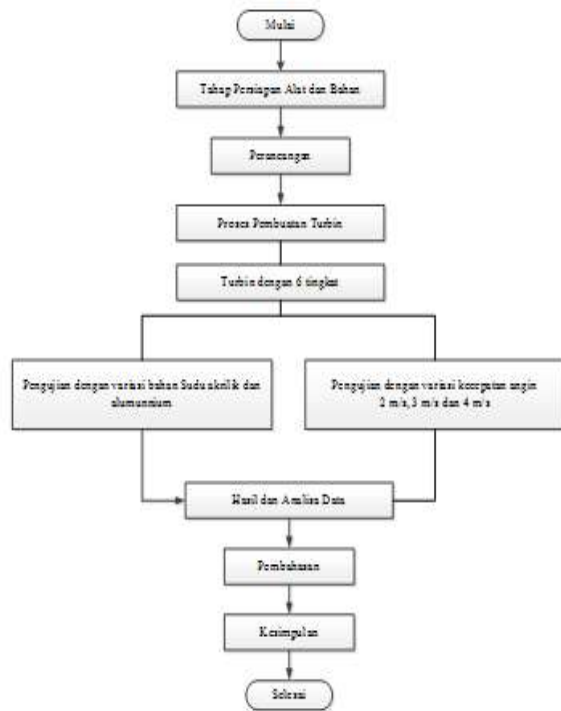 Mulai
Tahap Persiapan Alat dan Bahan
Perancangan
Proses Pembuatan Turbin
Turbin dengan 6 tingkat
Pengujian dengan variasi bahan Sudu akrilik dan
alumunnium
Pengujian dengan variasi kecepatan angin
2 m/s, 3 m/s dan 4 m/s
Hasil dan Analisa Data
Pembahasan
Kesimpulan
Selesai